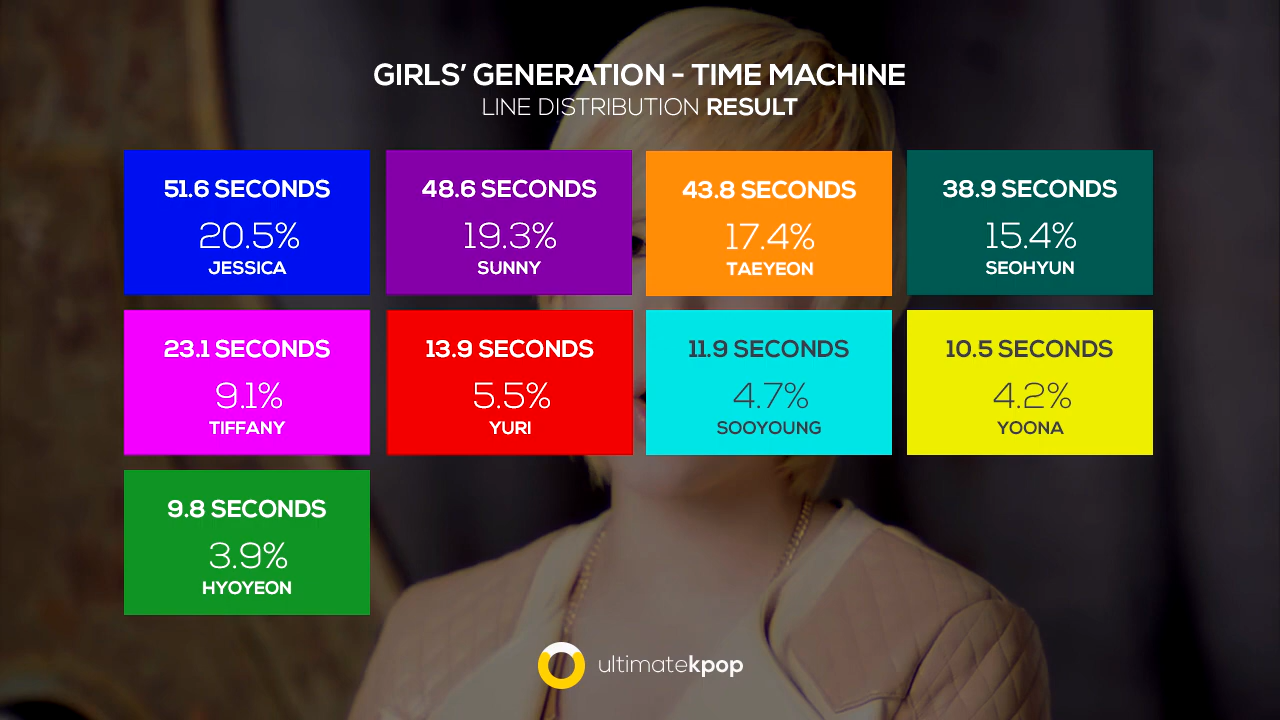 GIRLS’ GENERATION - TIME MACHINE
LINE DISTRIBUTION RESULT
51.6 SECONDS
20.5%
JESSICA
48.6 SECONDS
19.3%
SUNNY
43.8 SECONDS
17.4%
TAEYEON
38.9 SECONDS
15.4%
SEOHYUN
23.1 SECONDS
9.1%
TIFFANY
13.9 SECONDS
5.5%
YURI
11.9 SECONDS
4.7%
SOOYOUNG
10.5 SECONDS
4.2%
YOONA
9.8 SECONDS
3.9%
HYOYEON
ultimatekpop